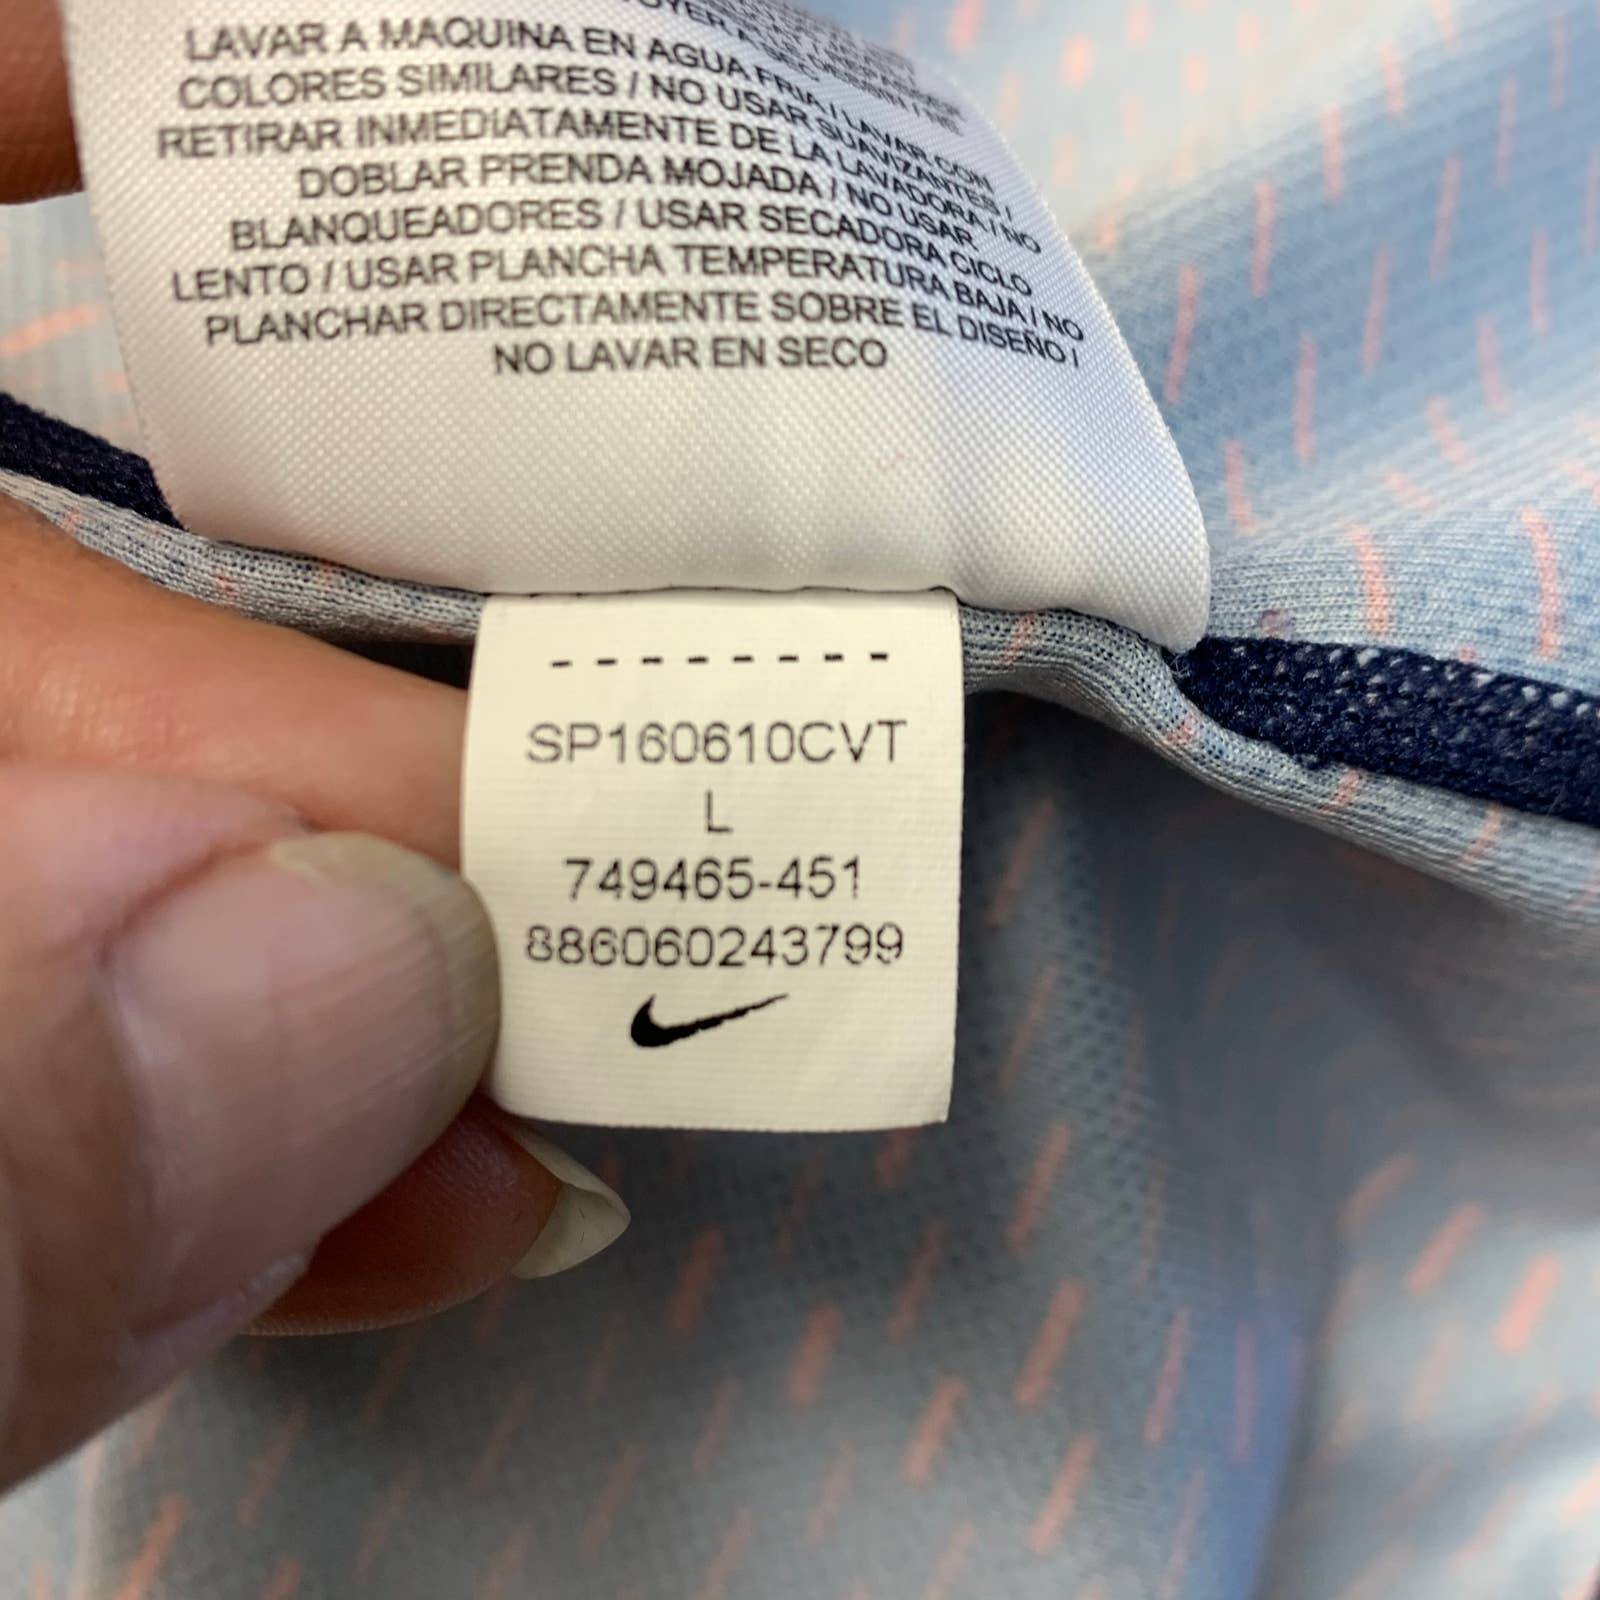 LAVAR A MAQUINA EN AGUA FRIA / LAVAR CON
COLORES SIMILARES / NO USAR SUAVIZANTES /
RETIRAR INMEDIATAMENTE DE LA LAVADORA / NO
DOBLAR PRENDA MOJADA / NO USAR
BLANQUEADORES / USAR SECADORA CICLO
LENTO / USAR PLANCHA TEMPERATURA BAJA / NO
PLANCHAR DIRECTAMENTE SOBRE EL DISEÑO /
NO LAVAR EN SECO
--------
SP160610CVT
L
749465-451
886060243799